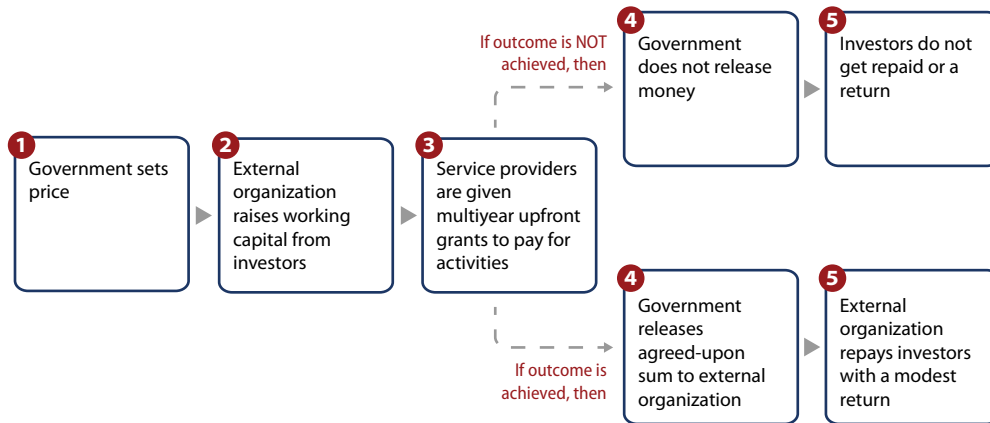 1
Government sets
price
2
External
organization
raises working
capital from
investors
3
Service providers
are given
multiyear upfront
grants to pay for
activities
If outcome is NOT
achieved, then
4
Government
does not release
money
5
Investors do not
get repaid or a
return
If outcome is
achieved, then
4
Government
releases
agreed-upon
sum to external
organization
5
External
organization
repays investors
with a modest
return